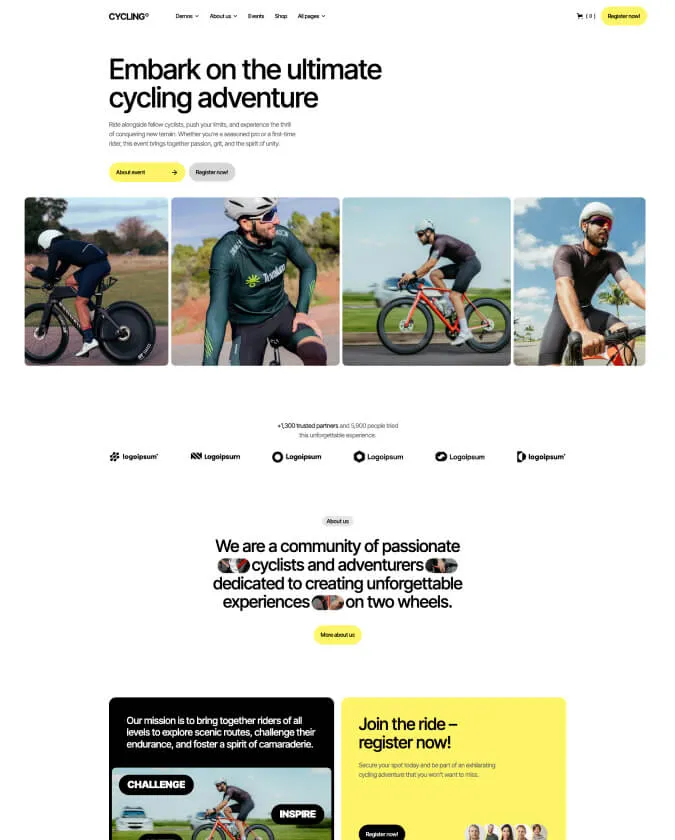 CYCLING®
Demos
About us
Events
Shop
All pages
[ 0 ]
Register now!
Embark on the ultimate
cycling adventure
Ride alongside fellow cyclists, push your limits, and experience the thrill
of conquering new terrain. Whether you're a seasoned pro or a first-time
rider, this event brings together passion, grit, and the spirit of unity.
About event
Register now!
+1,300 trusted partners and 5,900 people tried
this unforgettable experience.
logoipsum®
Logoipsum
Logoipsum
Logoipsum
Logoipsum
logoipsum®
About us
We are a community of passionate
cyclists and adventurers
dedicated to creating unforgettable
experiences on two wheels.
More about us
Our mission is to bring together riders of all
levels to explore scenic routes, challenge their
endurance, and foster a spirit of camaraderie.
CHALLENGE
INSPIRE
Join the ride –
register now!
Secure your spot today and be part of an exhilarating
cycling adventure that you won't want to miss.
Register now!